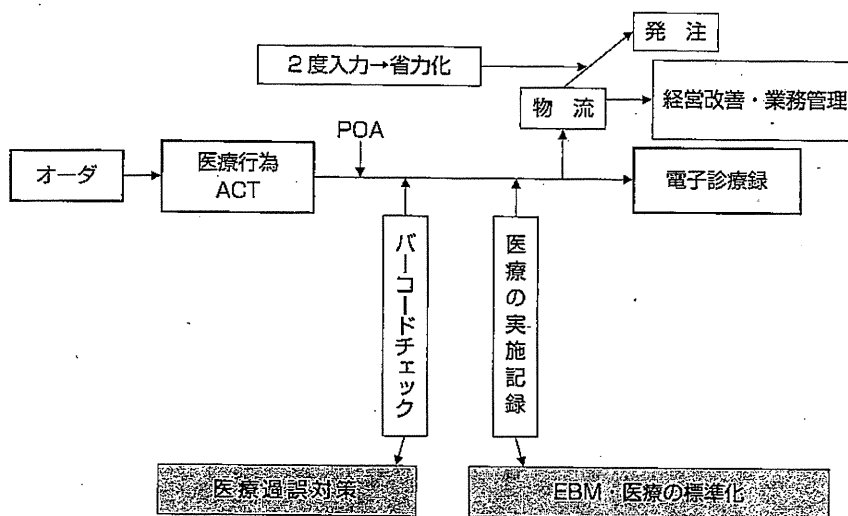 発 注
2度入力→省力化
物 流
経営改善・業務管理
POA
オーダ
医療行為
ACT
電子診療録
バーコードチェック
医療の実施記録
医療過誤対策
EBM・医療の標準化